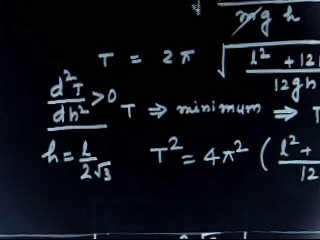 m̶g h
T = 2π √ l² + 12
12gh
d²T/dh² > 0 T ⇒ minimum ⇒ T
h = l/2√3 T² = 4π² ( l² +
12